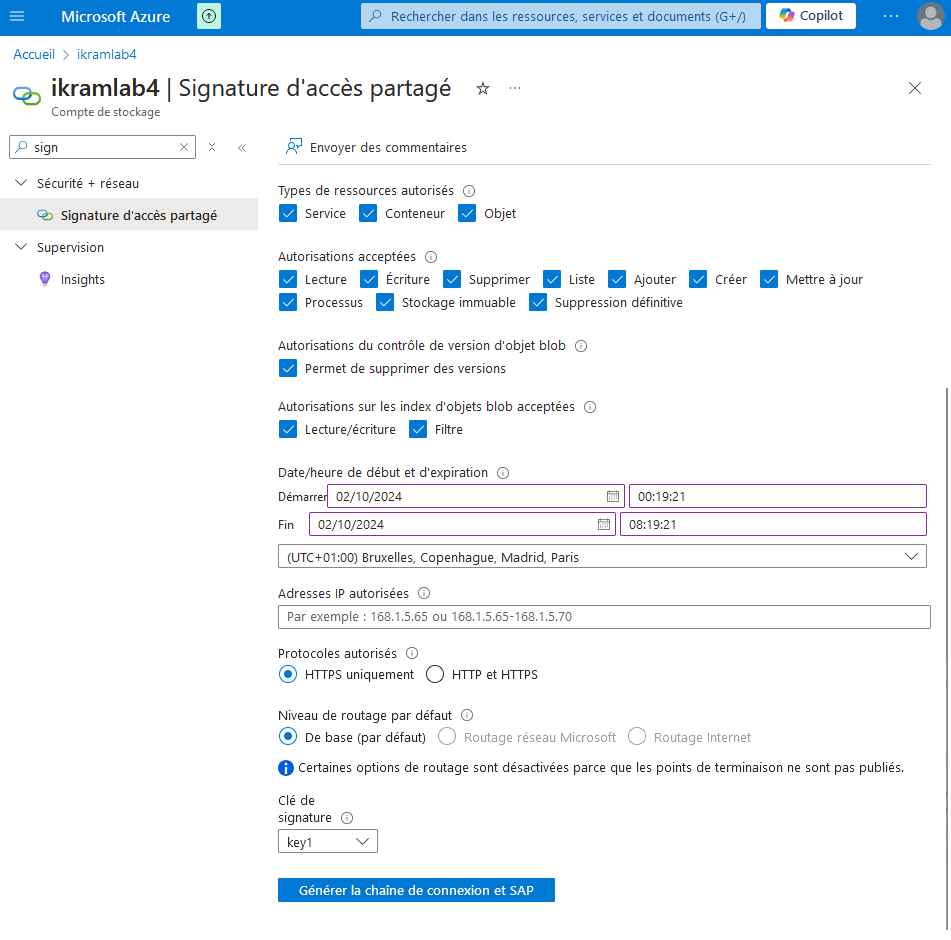 Microsoft Azure
Rechercher dans les ressources, services et documents (G+/)
Copilot
Accueil > ikramlab4
ikramlab4 | Signature d'accès partagé
Compte de stockage
sign
Envoyer des commentaires
Sécurité + réseau
Signature d'accès partagé
Supervision
Insights
Types de ressources autorisés
Service Conteneur Objet
Autorisations acceptées
Lecture Écriture Supprimer Liste Ajouter Créer Mettre à jour
Processus Stockage immuable Suppression définitive
Autorisations du contrôle de version d'objet blob
Permet de supprimer des versions
Autorisations sur les index d'objets blob acceptées
Lecture/écriture Filtre
Date/heure de début et d'expiration
Démarrer 02/10/2024 00:19:21
Fin 02/10/2024 08:19:21
(UTC+01:00) Bruxelles, Copenhague, Madrid, Paris
Adresses IP autorisées
Par exemple : 168.1.5.65 ou 168.1.5.65-168.1.5.70
Protocoles autorisés
HTTPS uniquement HTTP et HTTPS
Niveau de routage par défaut
De base (par défaut) Routage réseau Microsoft Routage Internet
Certaines options de routage sont désactivées parce que les points de terminaison ne sont pas publiés.
Clé de
signature
key1
Générer la chaîne de connexion et SAP